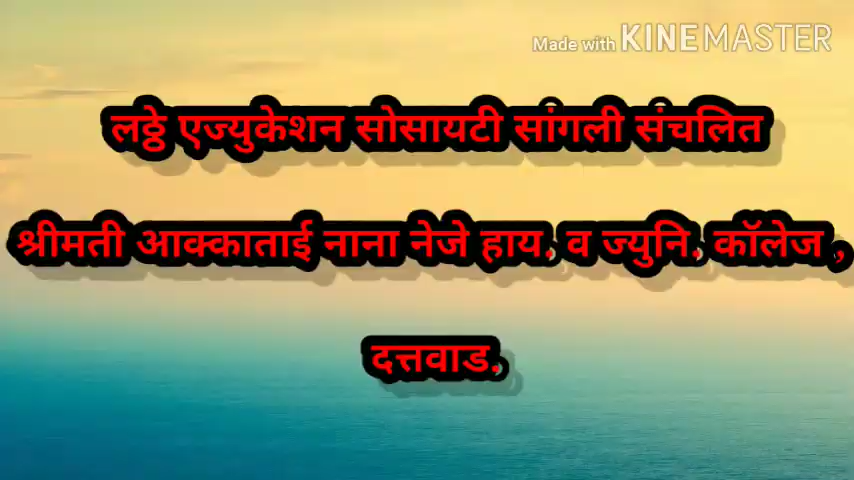 Made with KINEMASTER
लठ्ठे एज्युकेशन सोसायटी सांगली संचलित
श्रीमती आक्काताई नाना नेजे हाय. व ज्युनि. कॉलेज ,
दत्तवाड.